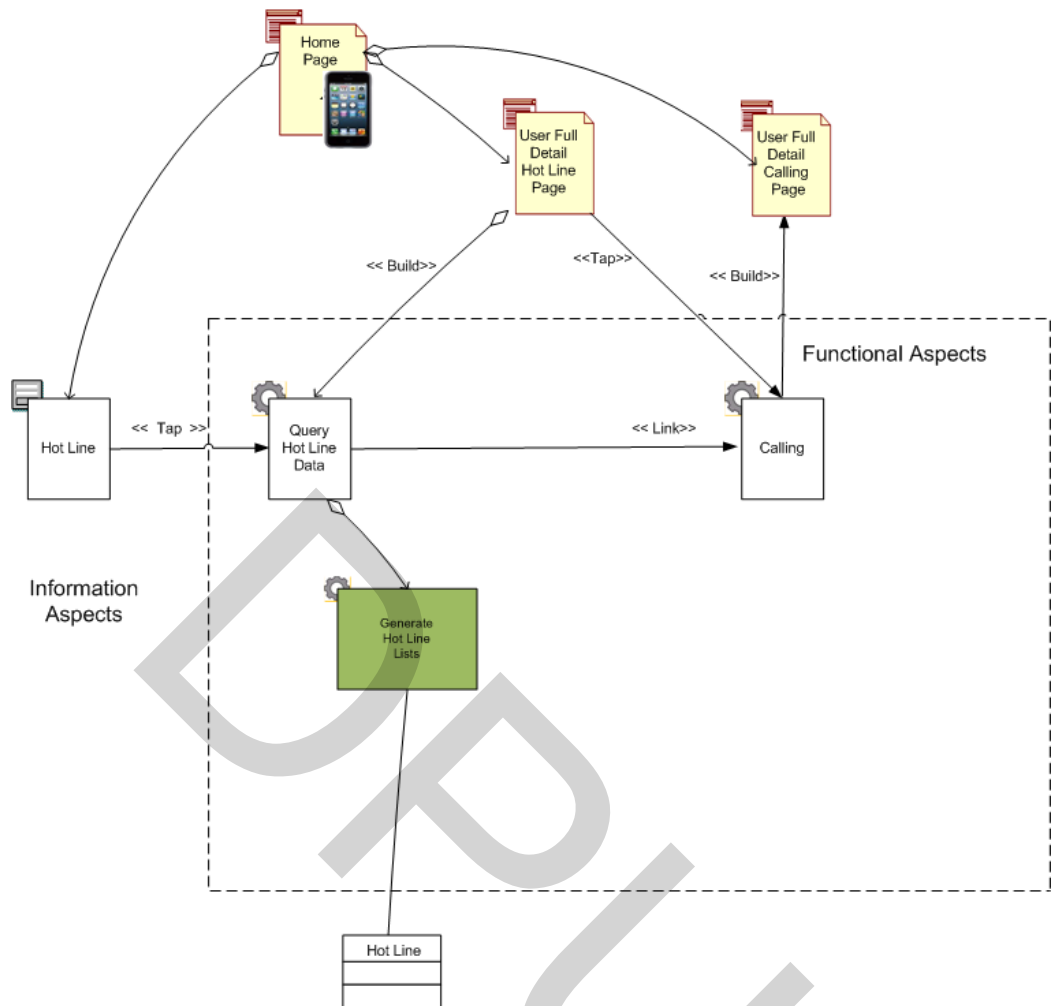 Home
Page
User Full
Detail
Hot Line
Page
User Full
Detail
Calling
Page
<< Build>>
<<Tap>>
<< Build>>
Functional Aspects
Hot Line
<< Tap >>
Query
Hot Line
Data
<< Link>>
Calling
Information
Aspects
Generate
Hot Line
Lists
Hot Line
DPU